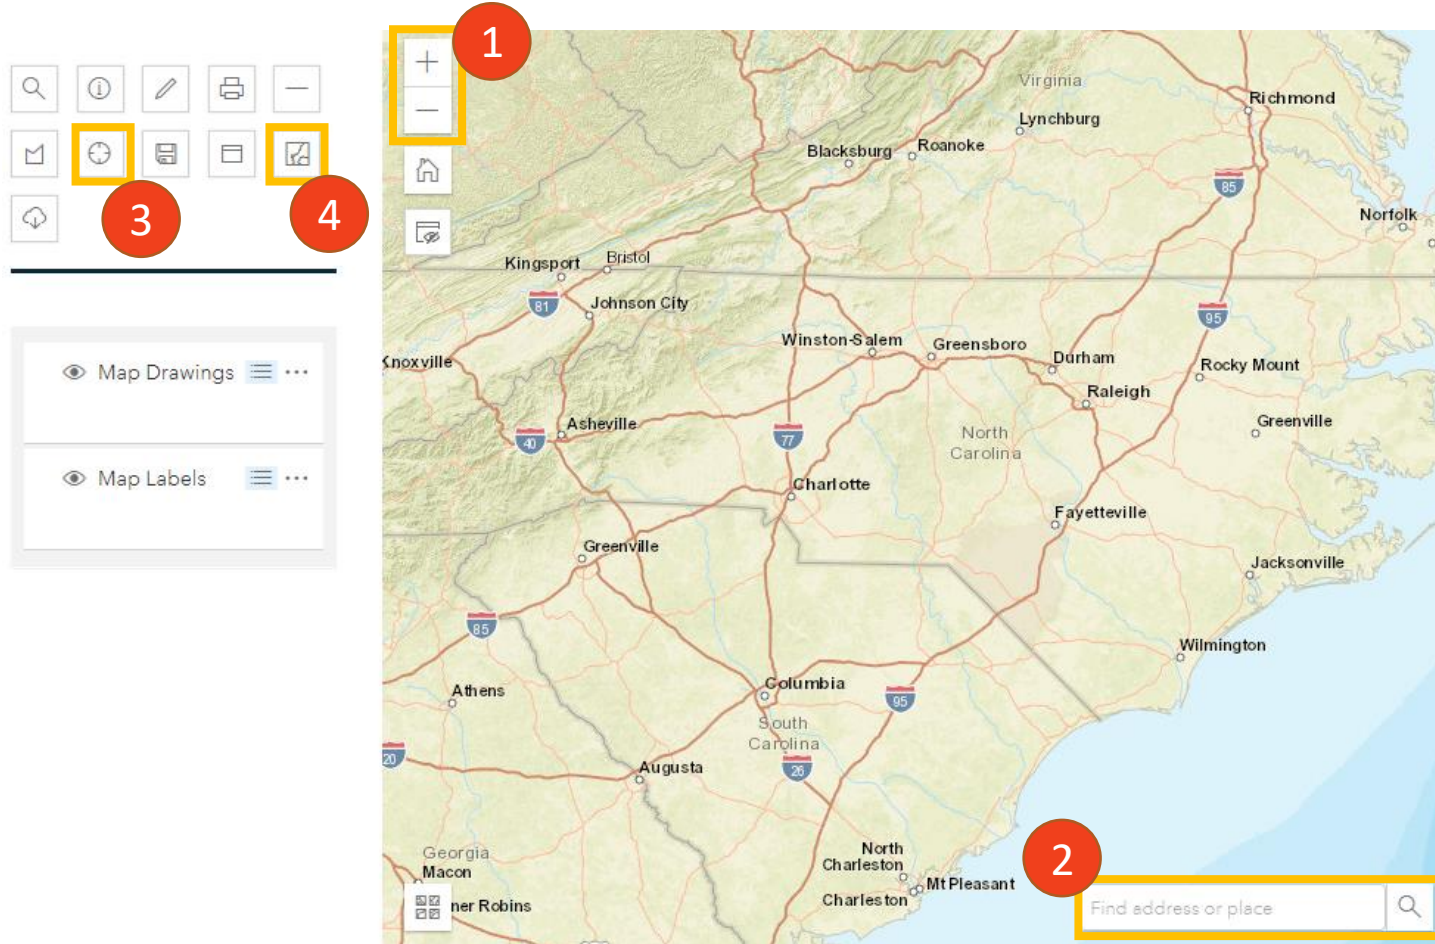 1
Virginia
Richmond
Lynchburg
Blacksburg
Roanoke
85
Norfolk
3
4
Kingsport
Bristol
81
Johnson City
95
Winston-Salem
Greensboro
Durham
Knoxville
Rocky Mount
Raleigh
Map Drawings
Asheville
40
77
North
Carolina
Greenville
Map Labels
Charlotte
Fayetteville
Greenville
Jacksonville
85
Wilmington
Athens
Columbia
95
South
Carolina
20
26
Augusta
Georgia
Macon
North
Charleston
Mt Pleasant
Charleston
ner Robins
2
Find address or place